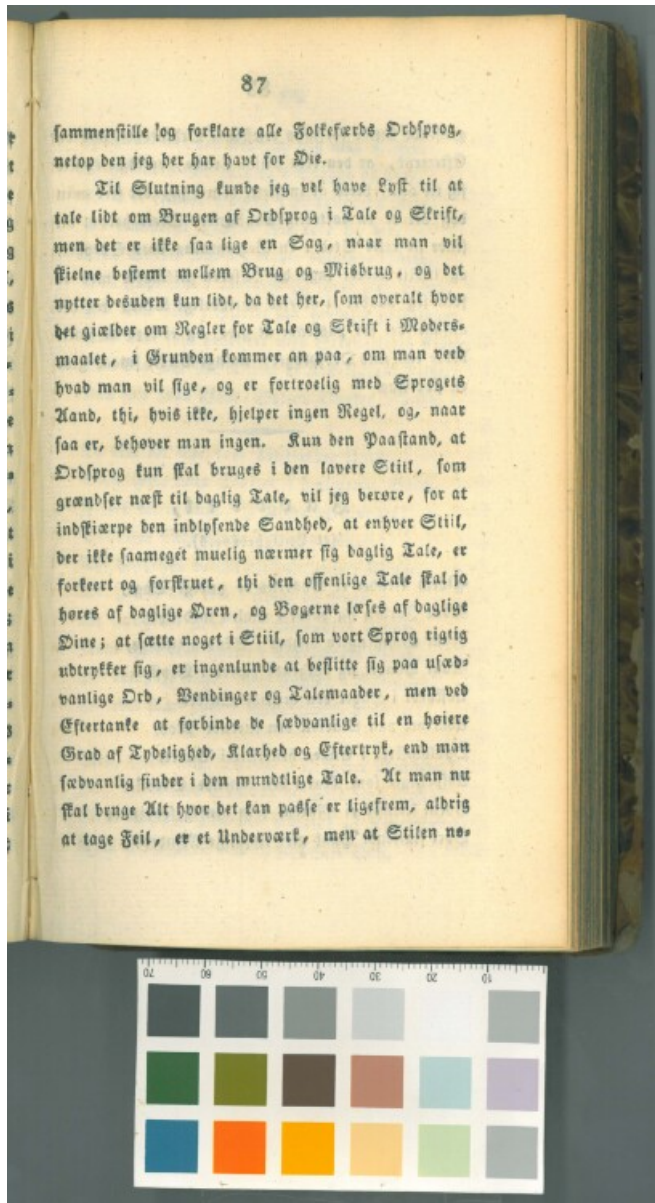 87
sammenstille og forklare alle Folkefærds Ordsprog,
netop den jeg her har havt for Øie.
Til Slutning kunde jeg vel have Lyst til at
tale lidt om Brugen af Ordsprog i Tale og Skrift,
men det er ikke saa lige en Sag, naar man vil
skielne bestemt mellem Brug og Misbrug, og det
nytter desuden kun lidt, da det her, som overalt hvor
det giælder om Regler for Tale og Skrift i Moders-
maalet, i Grunden kommer an paa, om man veed
hvad man vil sige, og er fortroelig med Sprogets
Aand, thi, hvis ikke, hjelper ingen Regel, og, naar
saa er, behøver man ingen. Kun den Paastand, at
Ordsprog kun skal bruges i den lavere Stiil, som
grændser næst til daglig Tale, vil jeg berøre, for at
indskiærpe den indlysende Sandhed, at enhver Stiil,
der ikke saameget muelig nærmer sig daglig Tale, er
forkeert og forskruet, thi den offenlige Tale skal jo
høres af daglige Øren, og Bøgerne læses af daglige
Øine; at sætte noget i Stiil, som vort Sprog rigtig
udtrykker sig, er ingenlunde at beflitte sig paa usæd-
vanlige Ord, Vendinger og Talemaader, men ved
Eftertanke at forbinde de sædvanlige til en høiere
Grad af Tydelighed, Klarhed og Eftertryk, end man
sædvanlig finder i den mundtlige Tale. At man nu
skal bruge Alt hvor det kan passe er ligefrem, aldrig
at tage Feil, er et Underværk, men at Stilen nø-
70 60 50 40 30 20 10